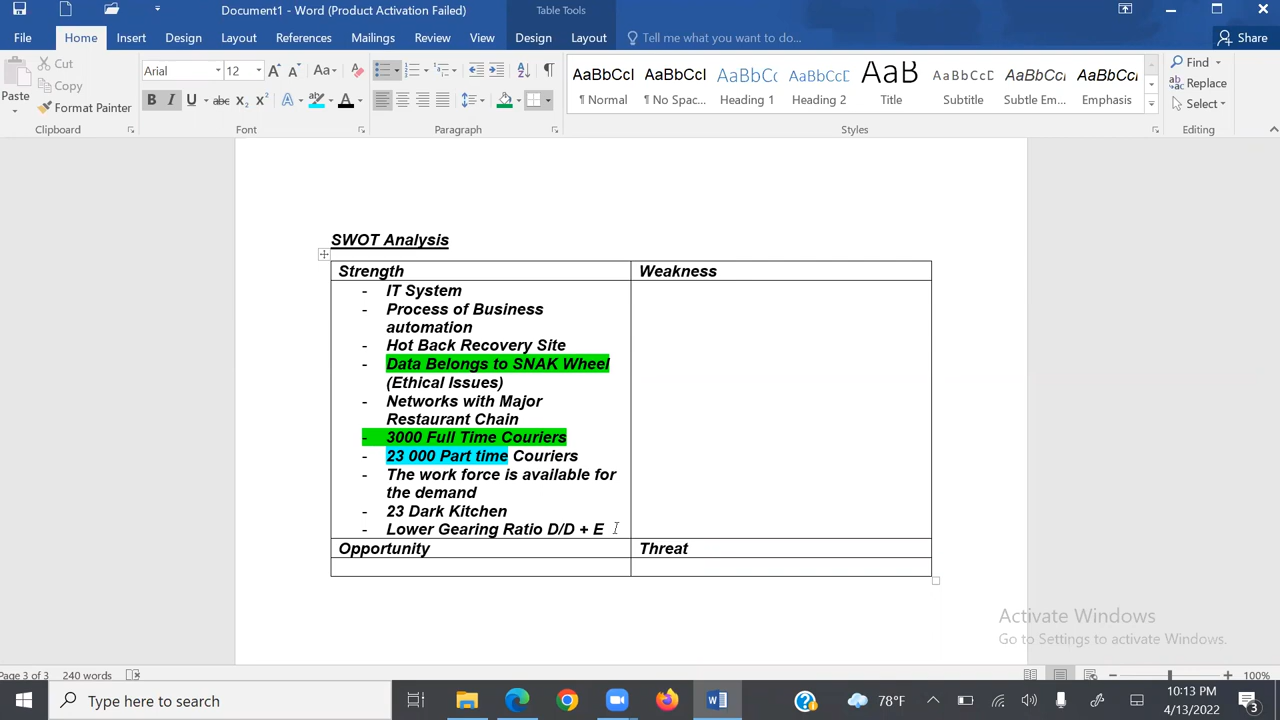 Document1 - Word (Product Activation Failed)
Table Tools
File
Home
Insert
Design
Layout
References
Mailings
Review
View
Design
Layout
Tell me what you want to do...
Share
Paste
Cut
Copy
Format Painter
Clipboard
Arial
12
Font
Paragraph
AaBbCcI
AaBbCcI
AaBbCc
AaBbCcD
AaB
AaBbCcD
AaBbCcI
AaBbCcI
¶ Normal
¶ No Spac...
Heading 1
Heading 2
Title
Subtitle
Subtle Em...
Emphasis
Styles
Find
Replace
Select
Editing
SWOT Analysis
Strength
Weakness
- IT System
- Process of Business
automation
- Hot Back Recovery Site
- Data Belongs to SNAK Wheel
(Ethical Issues)
- Networks with Major
Restaurant Chain
- 3000 Full Time Couriers
- 23 000 Part time Couriers
- The work force is available for
the demand
- 23 Dark Kitchen
- Lower Gearing Ratio D/D + E
Opportunity
Threat
Activate Windows
Go to Settings to activate Windows.
Page 3 of 3
240 words
100%
Type here to search
78°F
10:13 PM
4/13/2022
3